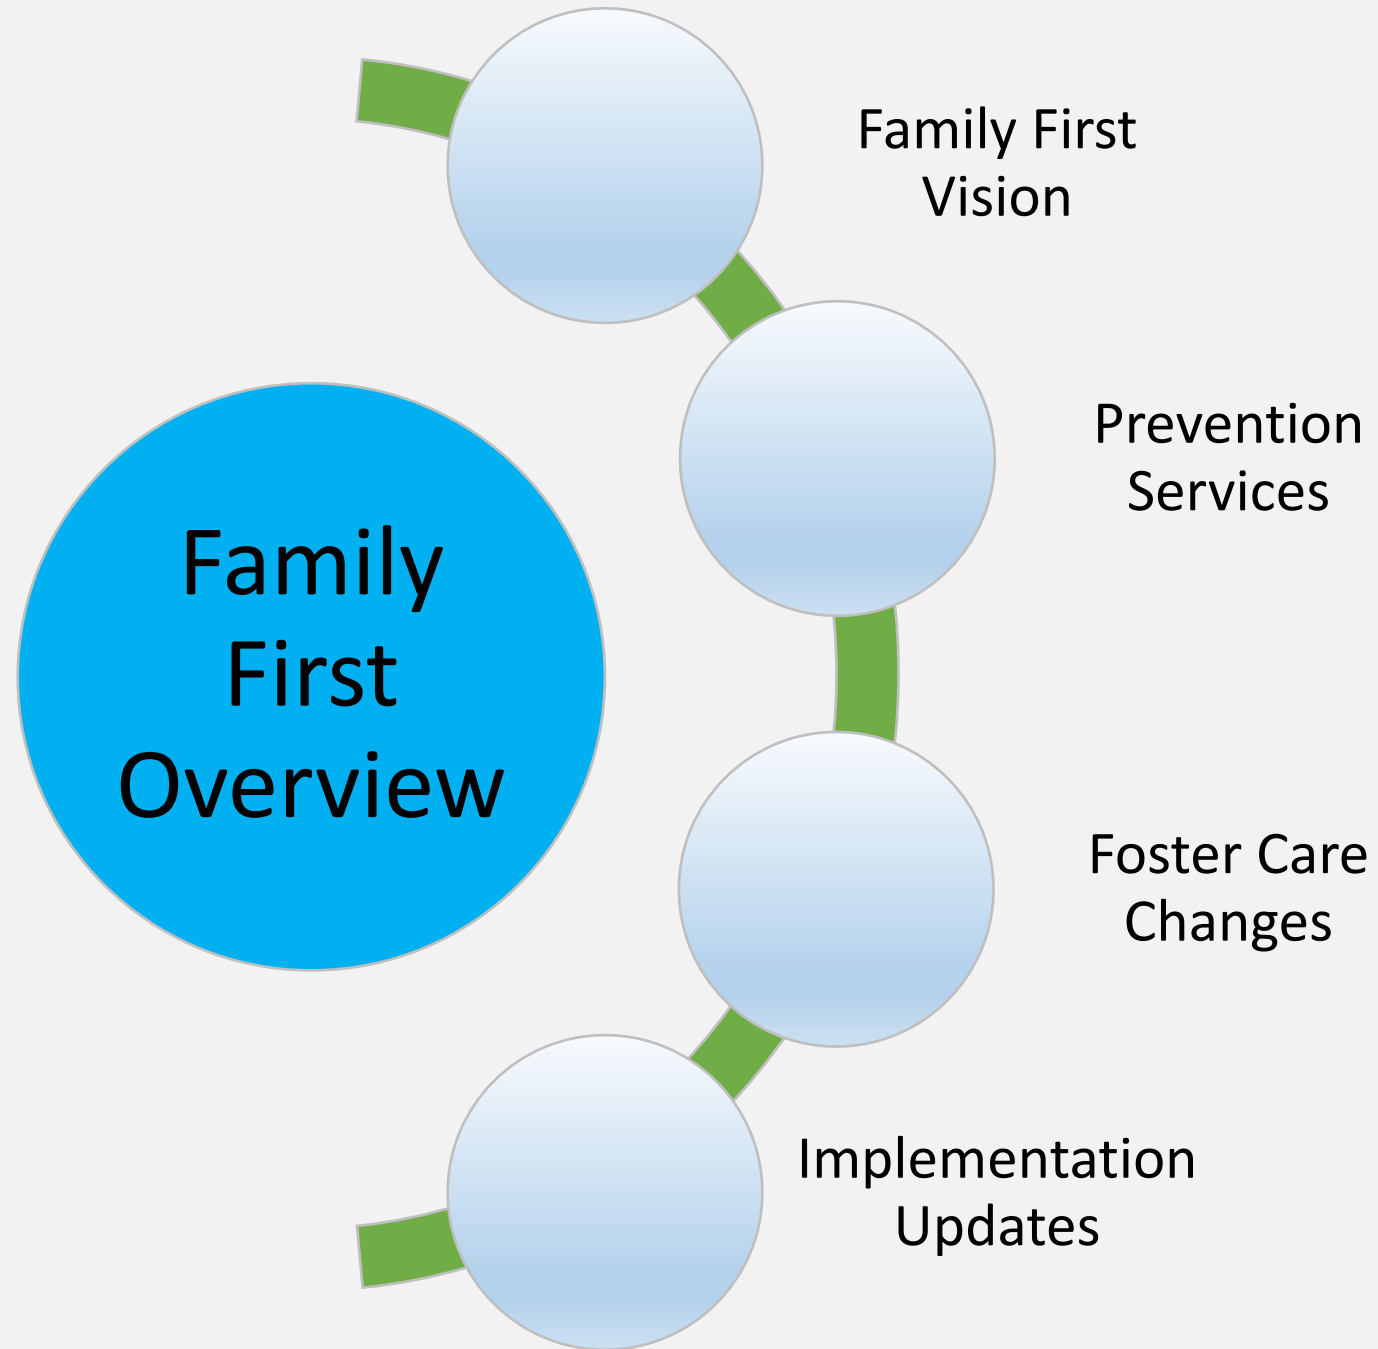 Family
First
Overview
Family First
Vision
Prevention
Services
Foster Care
Changes
Implementation
Updates